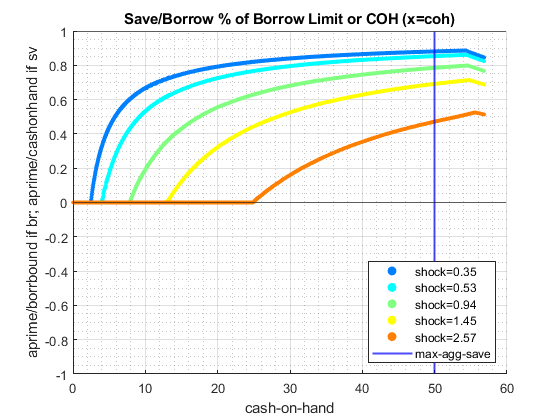 Save/Borrow % of Borrow Limit or COH (x=coh)
aprime/borrbound if br; aprime/cashonhand if sv
1
0.8
0.6
0.4
0.2
0
-0.2
-0.4
-0.6
-0.8
-1
shock=0.35
shock=0.53
shock=0.94
shock=1.45
shock=2.57
max-agg-save
0 10 20 30 40 50 60
cash-on-hand